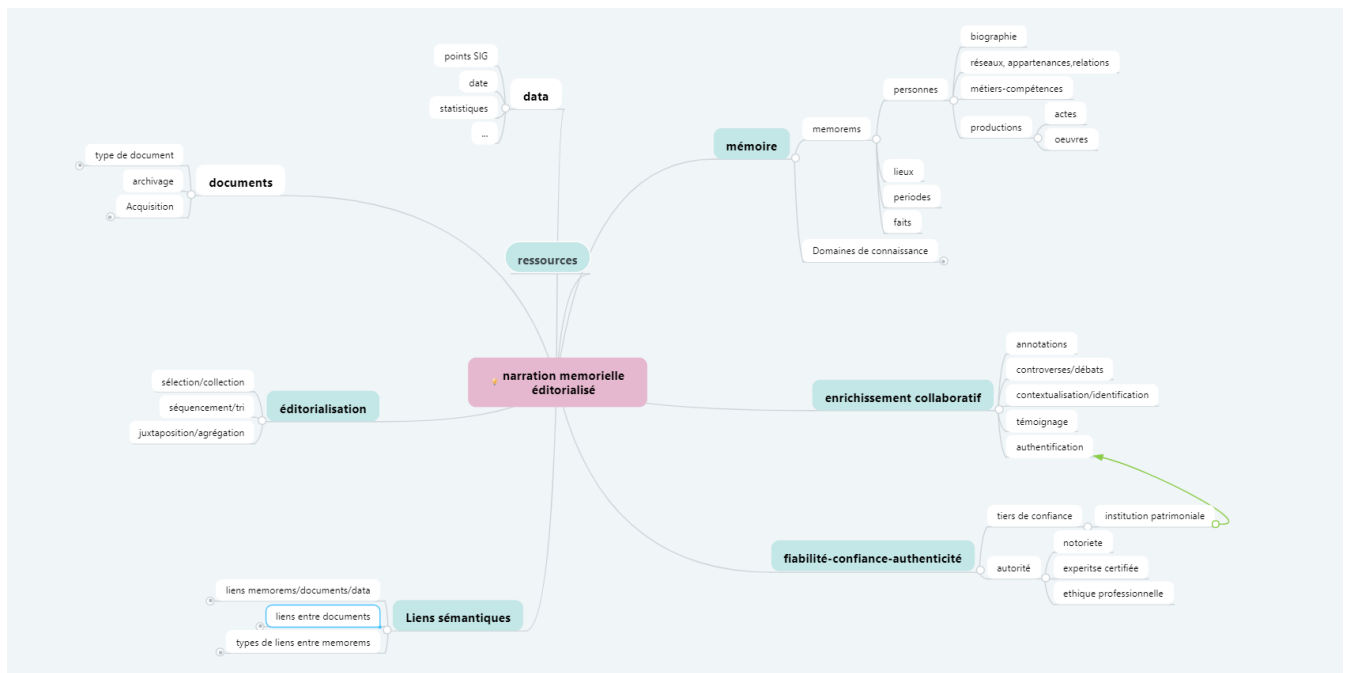 narration memorielle
éditorialisé
ressources
data
points SIG
date
statistiques
...
documents
type de document
archivage
Acquisition
éditorialisation
sélection/collection
séquencement/tri
juxtaposition/agrégation
Liens sémantiques
liens memorems/documents/data
liens entre documents
types de liens entre memorems
mémoire
memorems
personnes
biographie
réseaux, appartenances,relations
métiers-compétences
productions
actes
oeuvres
lieux
periodes
faits
Domaines de connaissance
enrichissement collaboratif
annotations
controverses/débats
contextualisation/identification
témoignage
authentification
fiabilité-confiance-authenticité
tiers de confiance
institution patrimoniale
autorité
notoriete
experitse certifiée
ethique professionnelle